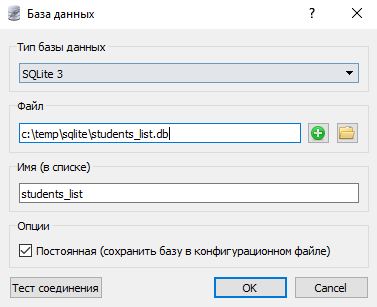 База данных
?
Тип базы данных
SQLite 3
Файл
c:\temp\sqlite\students_list.db
Имя (в списке)
students_list
Опции
Постоянная (сохранить базу в конфигурационном файле)
Тест соединения
OK
Cancel